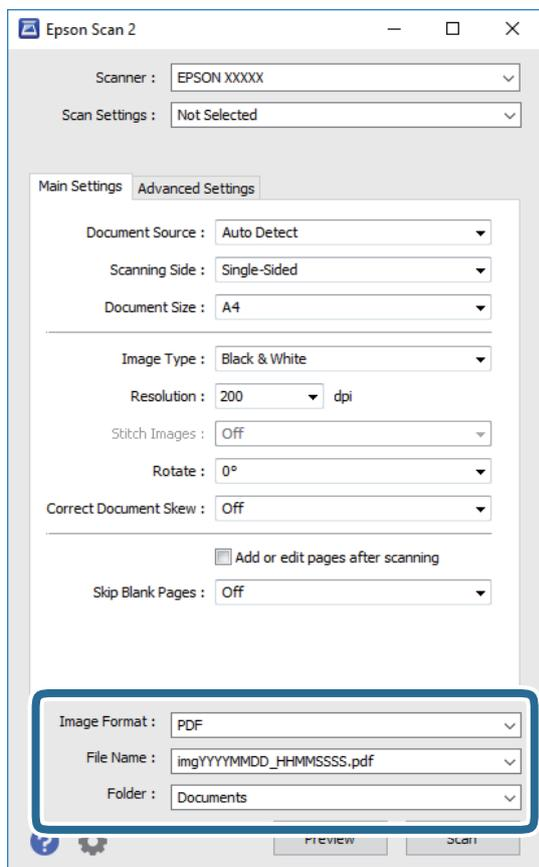 Epson Scan 2
Scanner : EPSON XXXXX
Scan Settings : Not Selected
Main Settings Advanced Settings
Document Source : Auto Detect
Scanning Side : Single-Sided
Document Size : A4
Image Type : Black & White
Resolution : 200 dpi
Stitch Images : Off
Rotate : 0°
Correct Document Skew : Off
Add or edit pages after scanning
Skip Blank Pages : Off
Image Format : PDF
File Name : imgYYYYMMDD_HHMMSSSS.pdf
Folder : Documents
? Preview Scan